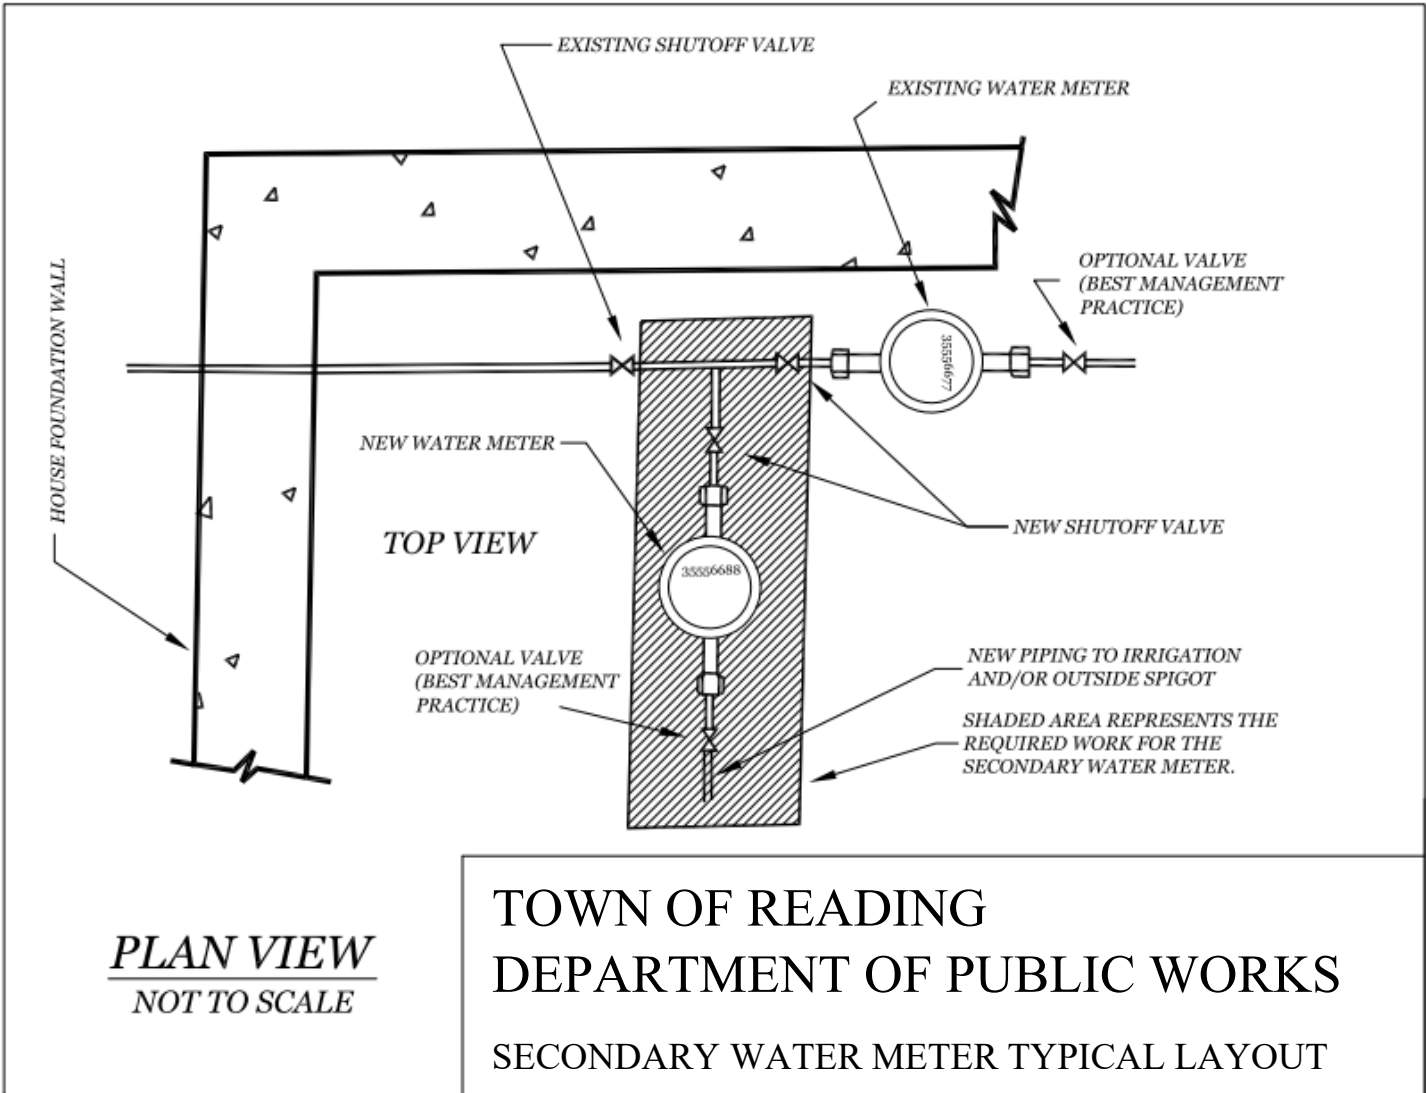 EXISTING SHUTOFF VALVE
EXISTING WATER METER
OPTIONAL VALVE
(BEST MANAGEMENT
PRACTICE)
HOUSE FOUNDATION WALL
35556677
NEW WATER METER
TOP VIEW
NEW SHUTOFF VALVE
35556688
OPTIONAL VALVE
(BEST MANAGEMENT
PRACTICE)
NEW PIPING TO IRRIGATION
AND/OR OUTSIDE SPIGOT
SHADED AREA REPRESENTS THE
REQUIRED WORK FOR THE
SECONDARY WATER METER.
PLAN VIEW
NOT TO SCALE
TOWN OF READING
DEPARTMENT OF PUBLIC WORKS
SECONDARY WATER METER TYPICAL LAYOUT